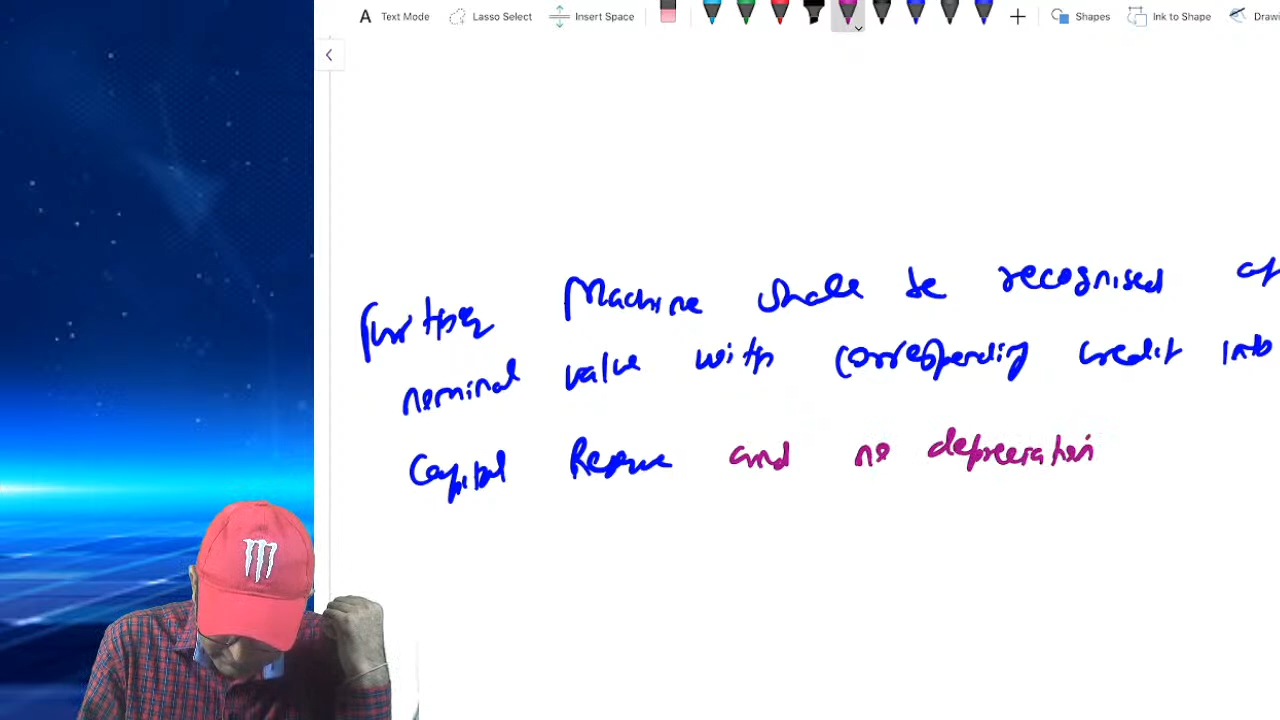 Text Mode Lasso Select Insert Space Shapes Ink to Shape
Further Machine shall be recognised at
nominal value with corresponding credit into
Capital Reserve and no depreciation